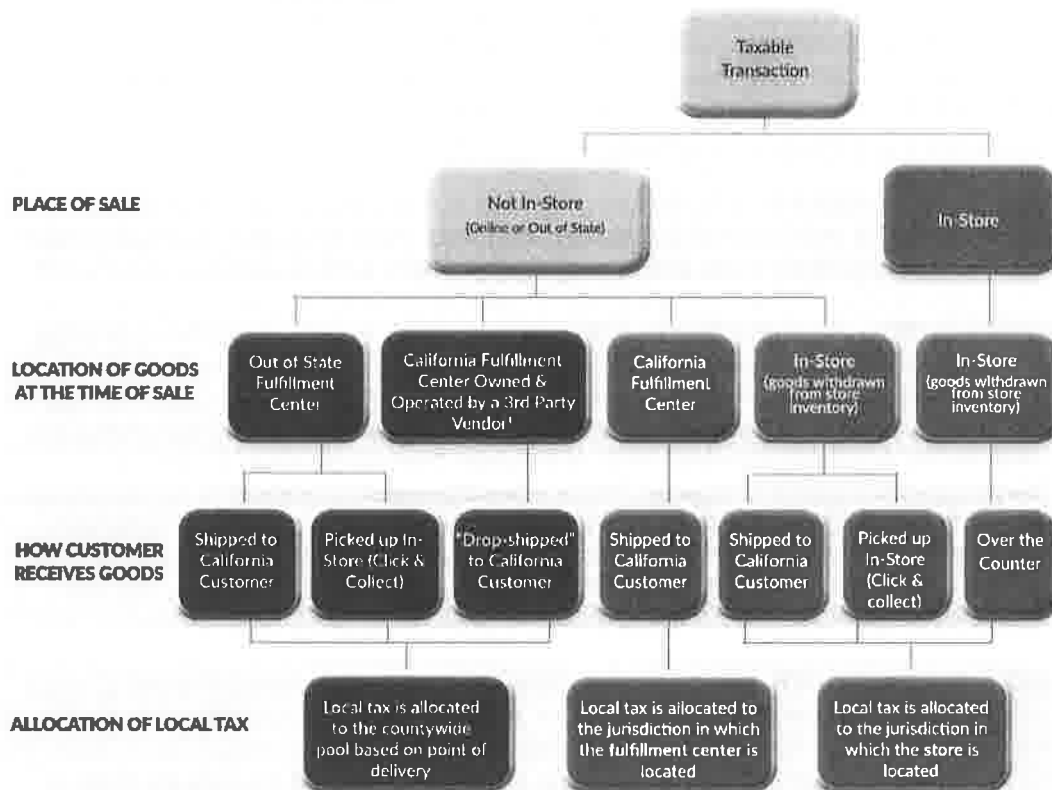 Taxable
Transaction
PLACE OF SALE
Not In-Store
(Online or Out of State)
In-Store
LOCATION OF GOODS
AT THE TIME OF SALE
Out of State
Fulfillment
Center
California Fulfillment
Center Owned &
Operated by a 3rd Party
Vendor¹
California
Fulfillment
Center
In-Store
(goods withdrawn
from store
inventory)
In-Store
(goods withdrawn
from store
inventory)
HOW CUSTOMER
RECEIVES GOODS
Shipped to
California
Customer
Picked up In-
Store (Click &
Collect)
"Drop-shipped"
to California
Customer
Shipped to
California
Customer
Shipped to
California
Customer
Picked up
In-Store
(Click &
collect)
Over the
Counter
ALLOCATION OF LOCAL TAX
Local tax is allocated
to the countywide
pool based on point of
delivery
Local tax is allocated
to the jurisdiction in which
the fulfillment center is
located
Local tax is allocated
to the jurisdiction in
which the store is
located